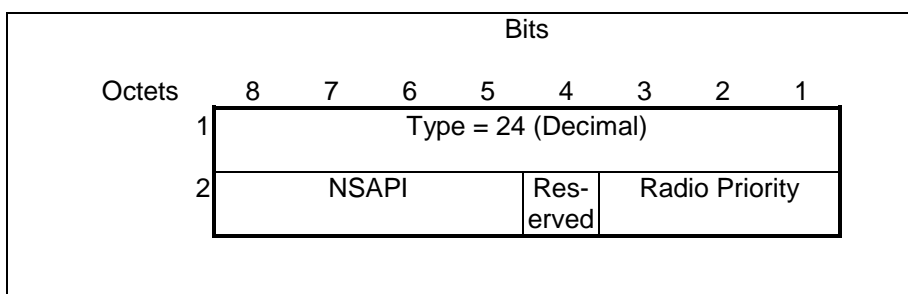 Bits
Octets 8 7 6 5 4 3 2 1
1 Type = 24 (Decimal)
2 NSAPI Res- Radio Priority
erved